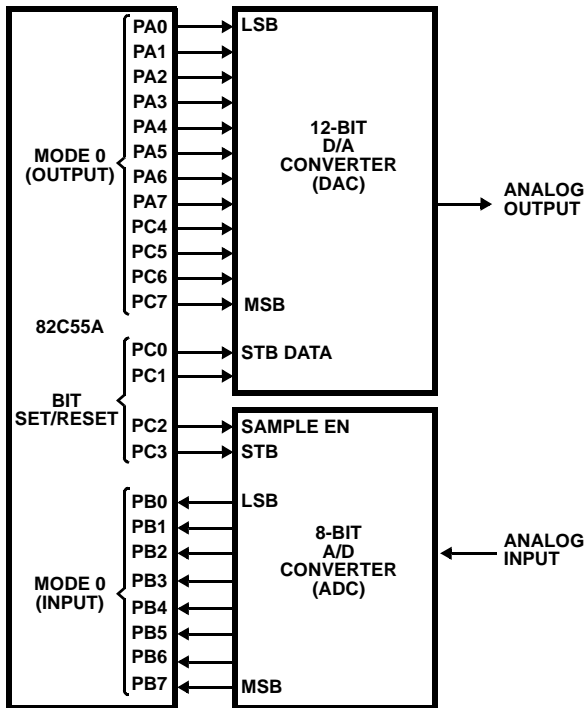 PA0
PA1
PA2
PA3
PA4
PA5
PA6
PA7
PC4
PC5
PC6
PC7
MODE 0
(OUTPUT)
LSB
MSB
12-BIT
D/A
CONVERTER
(DAC)
ANALOG
OUTPUT
82C55A
PC0
PC1
PC2
PC3
BIT
SET/RESET
STB DATA
SAMPLE EN
STB
PB0
PB1
PB2
PB3
PB4
PB5
PB6
PB7
MODE 0
(INPUT)
LSB
MSB
8-BIT
A/D
CONVERTER
(ADC)
ANALOG
INPUT